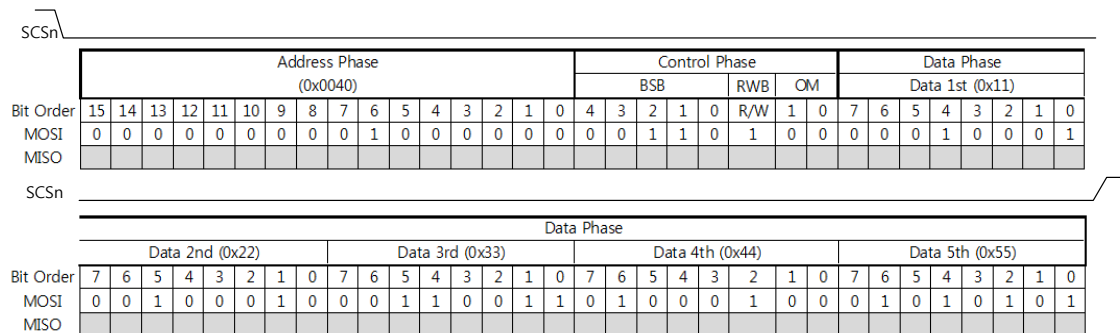 SCSn
Address Phase Control Phase Data Phase
(0x0040) BSB RWB OM Data 1st (0x11)
Bit Order 15 14 13 12 11 10 9 8 7 6 5 4 3 2 1 0 4 3 2 1 0 R/W 1 0 7 6 5 4 3 2 1 0
MOSI 0 0 0 0 0 0 0 0 0 1 0 0 0 0 0 0 0 0 1 1 0 1 0 0 0 0 0 1 0 0 0 1
MISO
SCSn
Data Phase
Data 2nd (0x22) Data 3rd (0x33) Data 4th (0x44) Data 5th (0x55)
Bit Order 7 6 5 4 3 2 1 0 7 6 5 4 3 2 1 0 7 6 5 4 3 2 1 0 7 6 5 4 3 2 1 0
MOSI 0 0 1 0 0 0 1 0 0 0 1 1 0 0 1 1 0 1 0 0 0 1 0 0 0 1 0 1 0 1 0 1
MISO